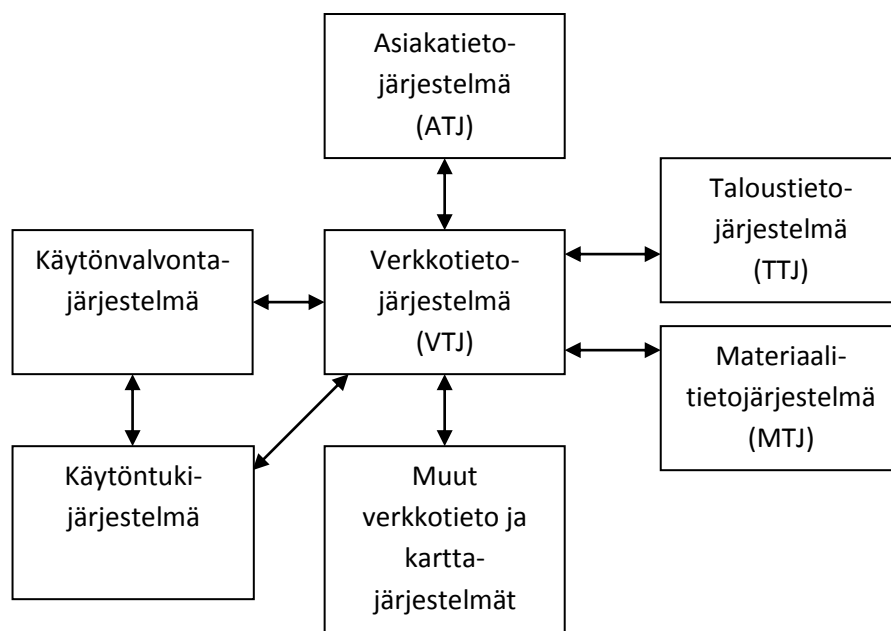 Asiakatieto-
järjestelmä
(ATJ)
Taloustieto-
järjestelmä
(TTJ)
Käytönvalvonta-
järjestelmä
Verkkotieto-
järjestelmä
(VTJ)
Materiaali-
tietojärjestelmä
(MTJ)
Käytöntuki-
järjestelmä
Muut
verkkotieto ja
kartta-
järjestelmät